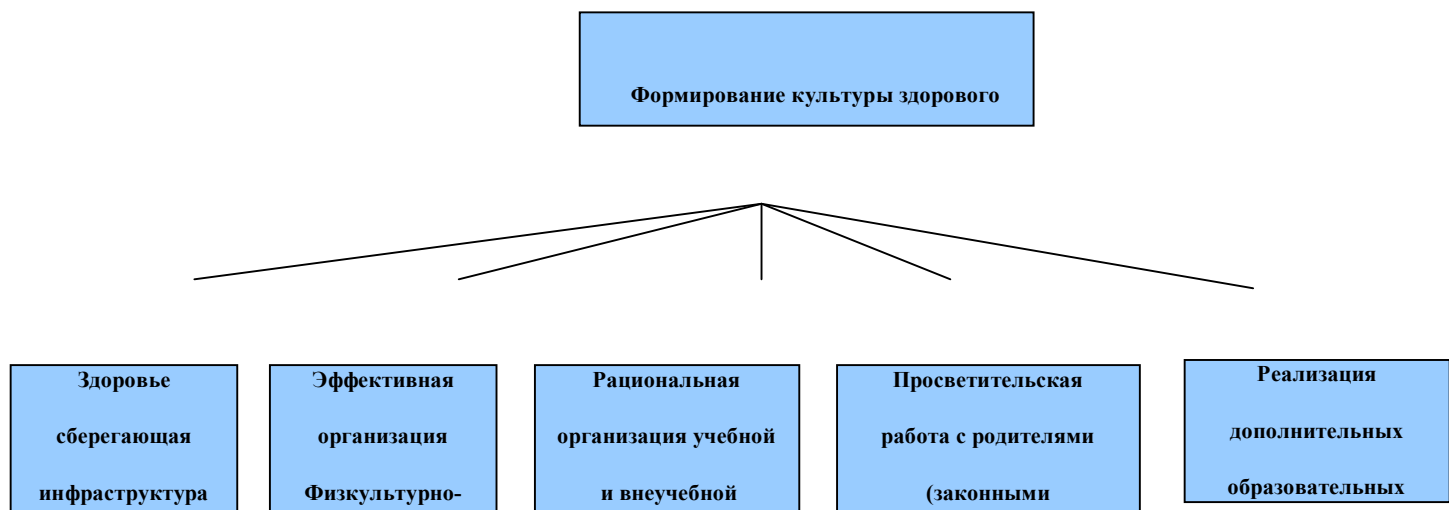 Формирование культуры здорового
Здоровье
сберегающая
инфраструктура
Эффективная
организация
Физкультурно-
Рациональная
организация учебной
и внеучебной
Просветительская
работа с родителями
(законными
Реализация
дополнительных
образовательных